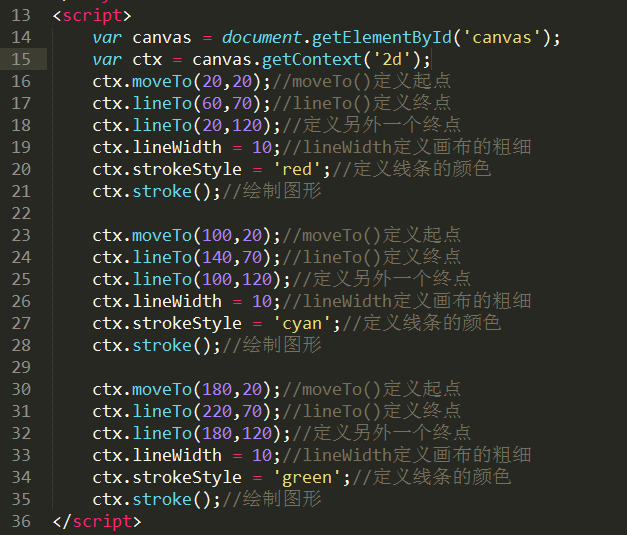 13 <script>
14 var canvas = document.getElementById('canvas');
15 var ctx = canvas.getContext('2d');
16 ctx.moveTo(20,20);//moveTo()定义起点
17 ctx.lineTo(60,70);//lineTo()定义终点
18 ctx.lineTo(20,120);//定义另外一个终点
19 ctx.lineWidth = 10;//lineWidth定义画布的粗细
20 ctx.strokeStyle = 'red';//定义线条的颜色
21 ctx.stroke();//绘制图形
22
23 ctx.moveTo(100,20);//moveTo()定义起点
24 ctx.lineTo(140,70);//lineTo()定义终点
25 ctx.lineTo(100,120);//定义另外一个终点
26 ctx.lineWidth = 10;//lineWidth定义画布的粗细
27 ctx.strokeStyle = 'cyan';//定义线条的颜色
28 ctx.stroke();//绘制图形
29
30 ctx.moveTo(180,20);//moveTo()定义起点
31 ctx.lineTo(220,70);//lineTo()定义终点
32 ctx.lineTo(180,120);//定义另外一个终点
33 ctx.lineWidth = 10;//lineWidth定义画布的粗细
34 ctx.strokeStyle = 'green';//定义线条的颜色
35 ctx.stroke();//绘制图形
36 </script>